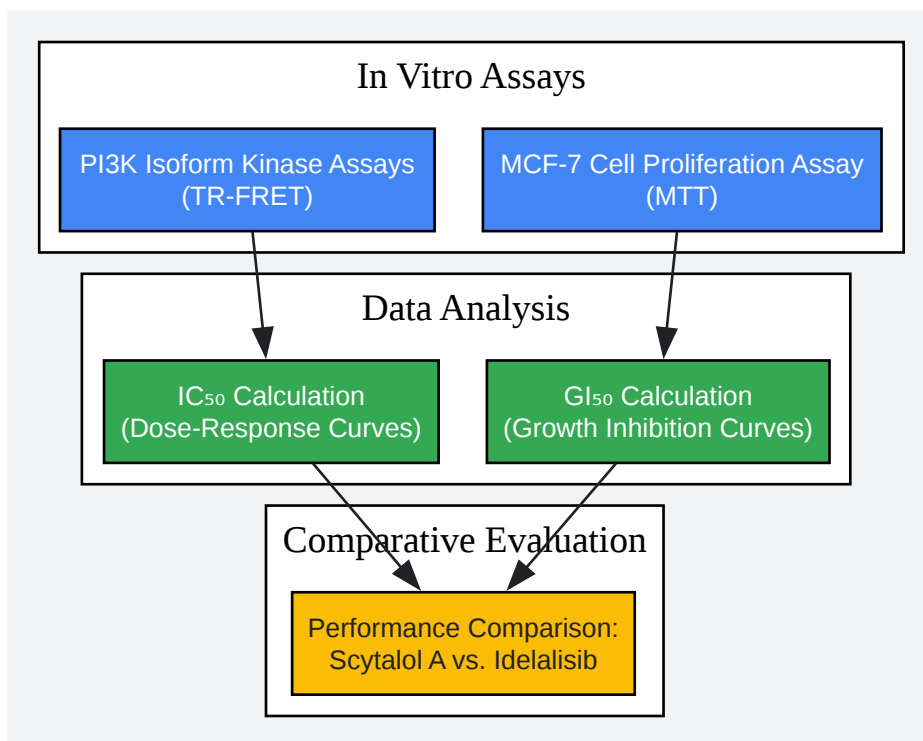 In Vitro Assays
PI3K Isoform Kinase Assays
(TR-FRET)
MCF-7 Cell Proliferation Assay
(MTT)
Data Analysis
IC₅₀ Calculation
(Dose-Response Curves)
GI₅₀ Calculation
(Growth Inhibition Curves)
Comparative Evaluation
Performance Comparison:
Scytalol A vs. Idelalisib